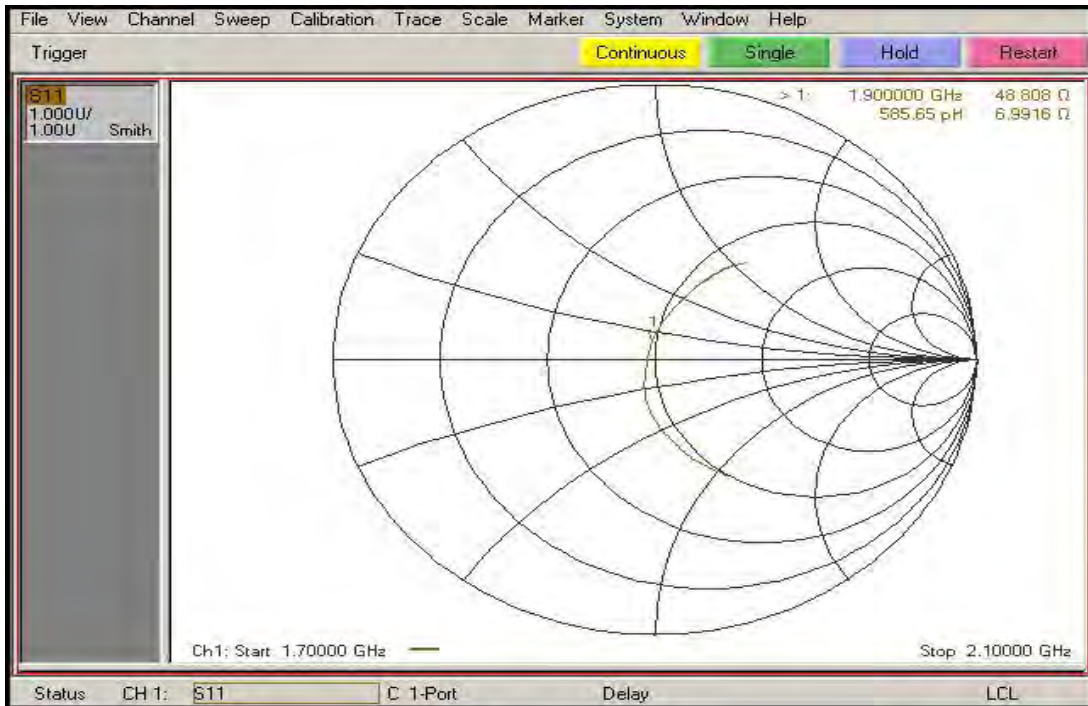 File View Channel Sweep Calibration Trace Scale Marker System Window Help
Trigger Continuous Single Hold Restart
S11
1.000U/
1.00U Smith
> 1: 1.900000 GHz 48.808 Ω
585.65 pH 6.9916 Ω
1
Ch1: Start 1.70000 GHz Stop 2.10000 GHz
Status CH 1: S11 C 1-Port Delay LCL